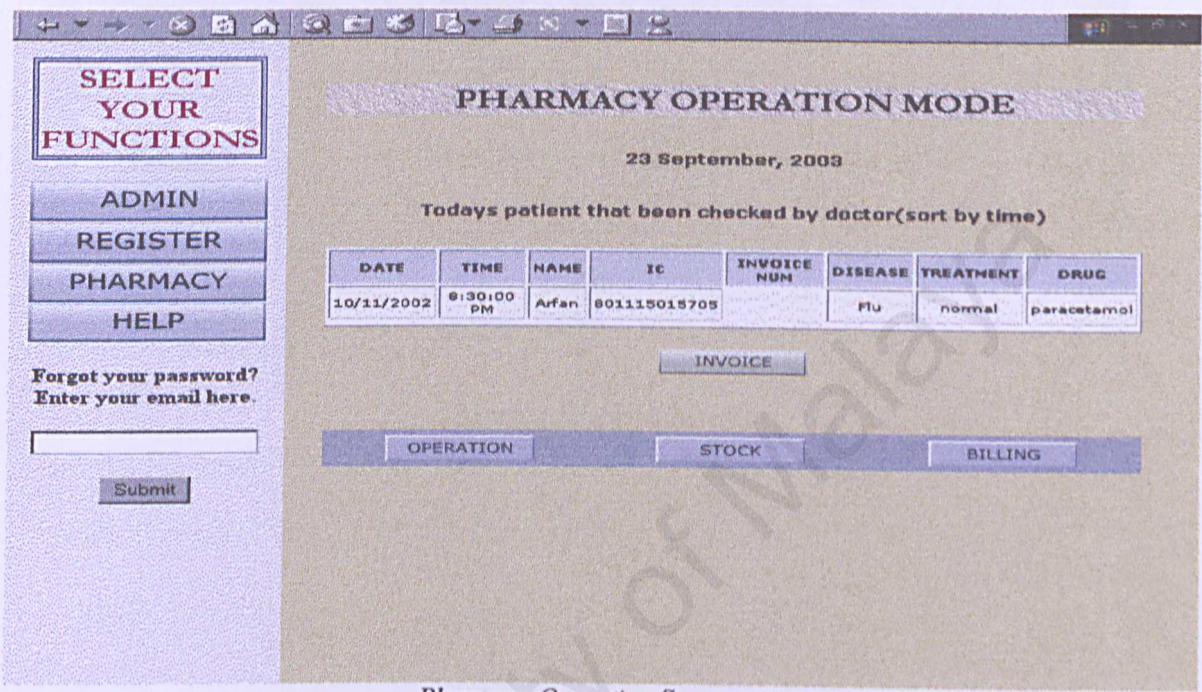 SELECT
YOUR
FUNCTIONS
ADMIN
REGISTER
PHARMACY
HELP
Forgot your password?
Enter your email here.
Submit
PHARMACY OPERATION MODE
23 September, 2003
Todays patient that been checked by doctor(sort by time)
DATE TIME NAME IC INVOICE NUM DISEASE TREATMENT DRUG
10/11/2002 8:30:00 PM Arfan 801115015705 Flu normal paracetamol
INVOICE
OPERATION STOCK BILLING
of Malaya